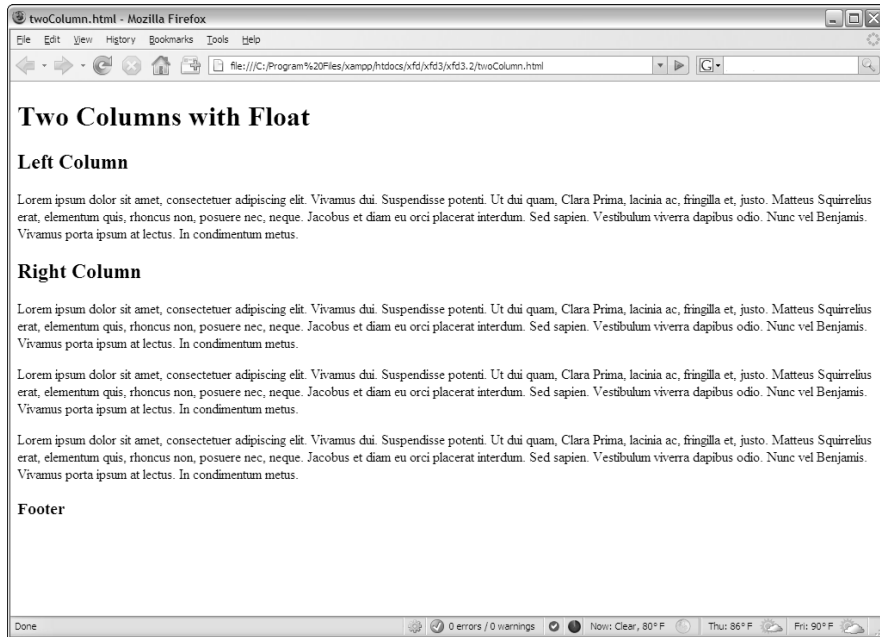 twoColumn.html - Mozilla Firefox
File Edit View History Bookmarks Tools Help
file:///C:/Program%20Files/xampp/htdocs/xfd/xfd3/xfd3.2/twoColumn.html G
Two Columns with Float
Left Column
Lorem ipsum dolor sit amet, consectetuer adipiscing elit. Vivamus dui. Suspendisse potenti. Ut dui quam, Clara Prima, lacinia ac, fringilla et, justo. Matteus Squirrelius
erat, elementum quis, rhoncus non, posuere nec, neque. Jacobus et diam eu orci placerat interdum. Sed sapien. Vestibulum viverra dapibus odio. Nunc vel Benjamis.
Vivamus porta ipsum at lectus. In condimentum metus.
Right Column
Lorem ipsum dolor sit amet, consectetuer adipiscing elit. Vivamus dui. Suspendisse potenti. Ut dui quam, Clara Prima, lacinia ac, fringilla et, justo. Matteus Squirrelius
erat, elementum quis, rhoncus non, posuere nec, neque. Jacobus et diam eu orci placerat interdum. Sed sapien. Vestibulum viverra dapibus odio. Nunc vel Benjamis.
Vivamus porta ipsum at lectus. In condimentum metus.
Lorem ipsum dolor sit amet, consectetuer adipiscing elit. Vivamus dui. Suspendisse potenti. Ut dui quam, Clara Prima, lacinia ac, fringilla et, justo. Matteus Squirrelius
erat, elementum quis, rhoncus non, posuere nec, neque. Jacobus et diam eu orci placerat interdum. Sed sapien. Vestibulum viverra dapibus odio. Nunc vel Benjamis.
Vivamus porta ipsum at lectus. In condimentum metus.
Lorem ipsum dolor sit amet, consectetuer adipiscing elit. Vivamus dui. Suspendisse potenti. Ut dui quam, Clara Prima, lacinia ac, fringilla et, justo. Matteus Squirrelius
erat, elementum quis, rhoncus non, posuere nec, neque. Jacobus et diam eu orci placerat interdum. Sed sapien. Vestibulum viverra dapibus odio. Nunc vel Benjamis.
Vivamus porta ipsum at lectus. In condimentum metus.
Footer
Done 0 errors / 0 warnings Now: Clear, 80° F Thu: 86° F Fri: 90° F